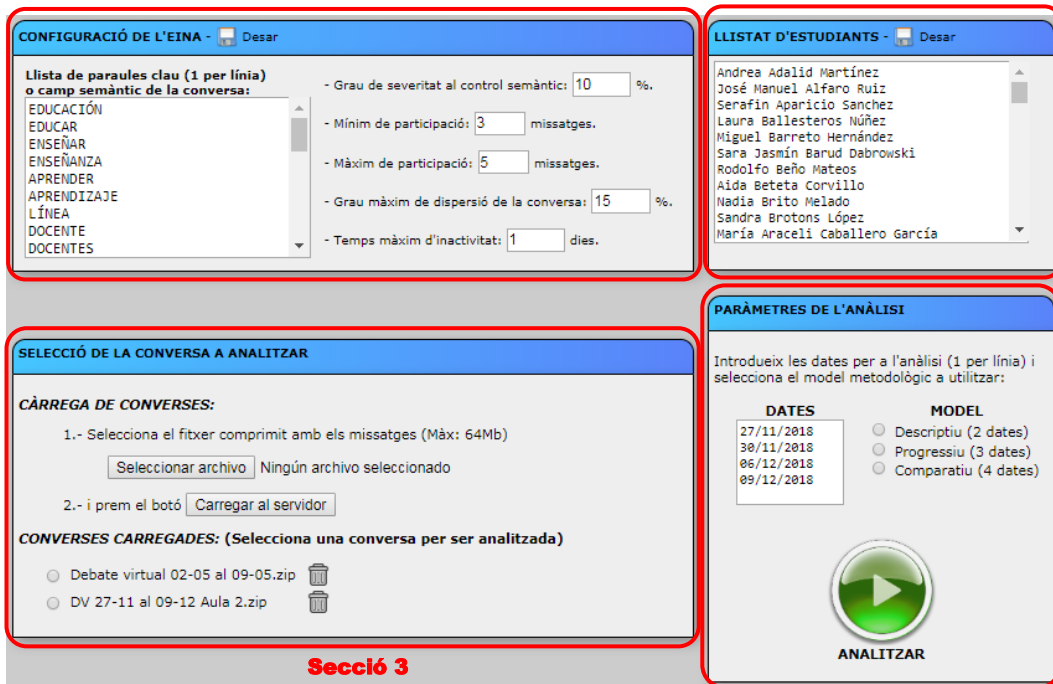 CONFIGURACIÓ DE L'EINA - Desar
Llista de paraules clau (1 per línia)
o camp semàntic de la conversa:
EDUCACIÓN
EDUCAR
ENSEÑAR
ENSEÑANZA
APRENDER
APRENDIZAJE
LÍNEA
DOCENTE
DOCENTES
- Grau de severitat al control semàntic: 10 %.
- Mínim de participació: 3 missatges.
- Màxim de participació: 5 missatges.
- Grau màxim de dispersió de la conversa: 15 %.
- Temps màxim d'inactivitat: 1 dies.
LLISTAT D'ESTUDIANTS - Desar
Andrea Adalid Martínez
José Manuel Alfaro Ruiz
Serafin Aparicio Sanchez
Laura Ballesteros Núñez
Miguel Barreto Hernández
Sara Jasmín Barud Dabrowski
Rodolfo Beño Mateos
Aida Beteta Corvillo
Nadia Brito Melado
Sandra Brotons López
María Araceli Caballero García
SELECCIÓ DE LA CONVERSA A ANALITZAR
CÀRREGA DE CONVERSES:
1.- Selecciona el fitxer comprimit amb els missatges (Màx: 64Mb)
Seleccionar archivo Ningún archivo seleccionado
2.- i prem el botó Carregar al servidor
CONVERSES CARREGADES: (Selecciona una conversa per ser analitzada)
Debate virtual 02-05 al 09-05.zip
DV 27-11 al 09-12 Aula 2.zip
Secció 3
PARÀMETRES DE L'ANÀLISI
Introdueix les dates per a l'anàlisi (1 per línia) i
selecciona el model metodològic a utilitzar:
DATES
27/11/2018
30/11/2018
06/12/2018
09/12/2018
MODEL
Descriptiu (2 dates)
Progressiu (3 dates)
Comparatiu (4 dates)
ANALITZAR